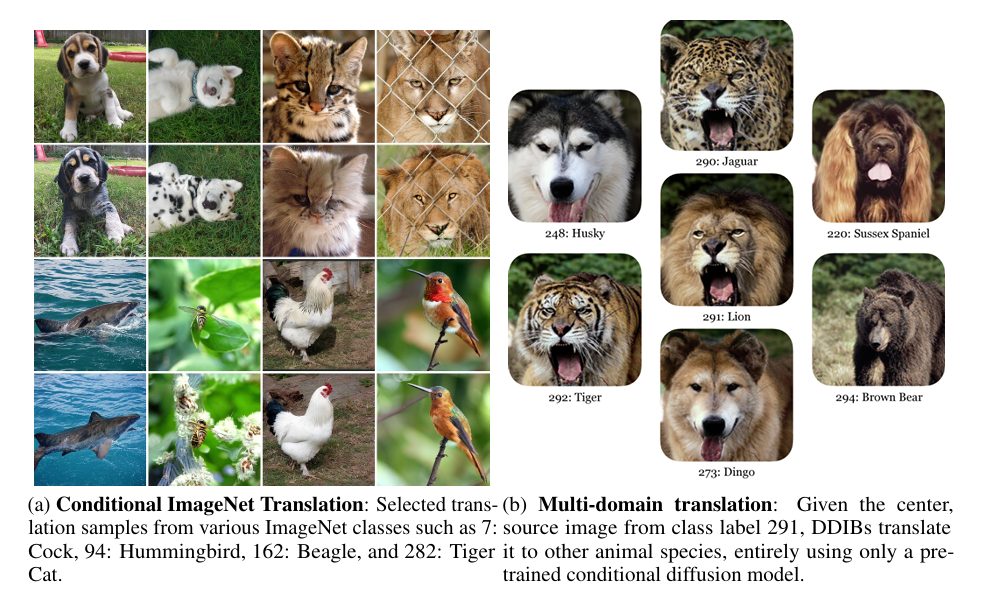 290: Jaguar
248: Husky
220: Sussex Spaniel
291: Lion
292: Tiger
294: Brown Bear
273: Dingo
(a) Conditional ImageNet Translation: Selected trans-
lation samples from various ImageNet classes such as 7:
Cock, 94: Hummingbird, 162: Beagle, and 282: Tiger
Cat.
(b) Multi-domain translation: Given the center,
source image from class label 291, DDIBs translate
it to other animal species, entirely using only a pre-
trained conditional diffusion model.